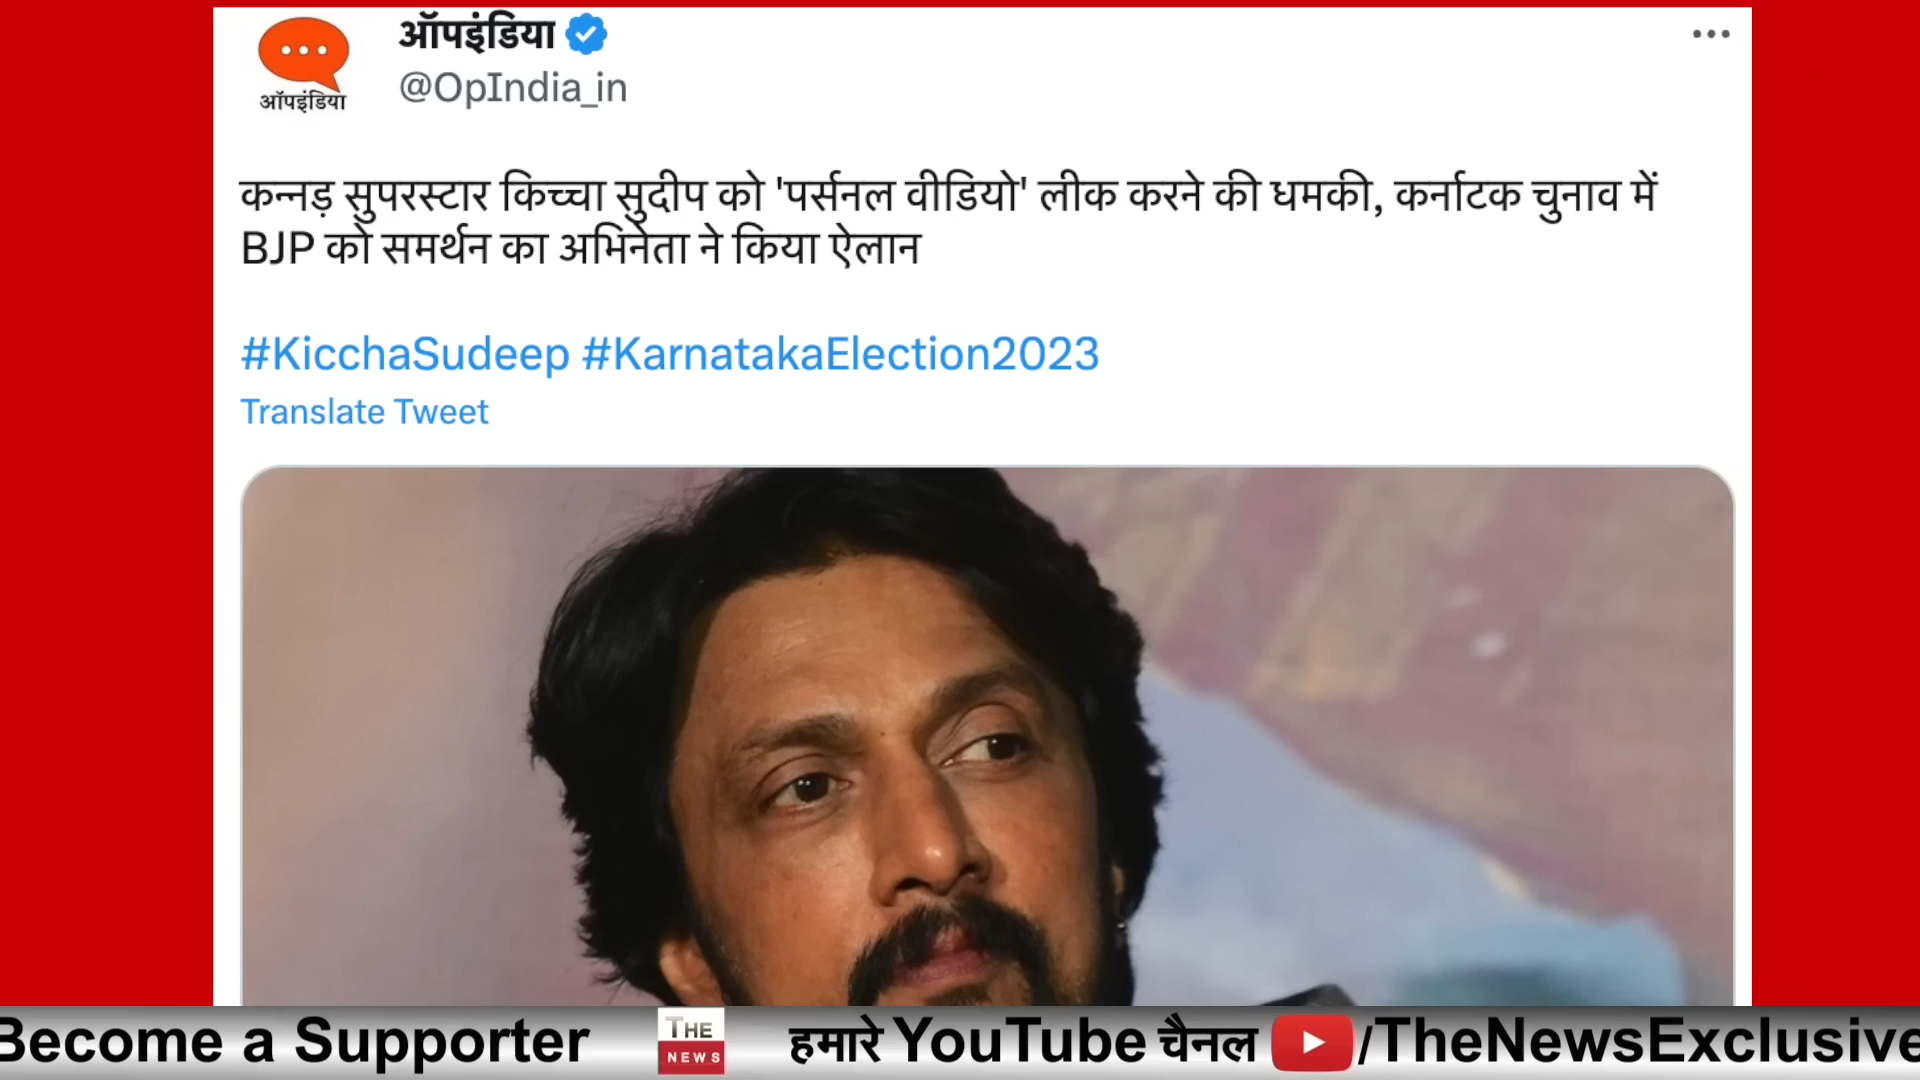 ऑपइंडिया
@OpIndia_in
ऑपइंडिया
कन्नड़ सुपरस्टार किच्चा सुदीप को 'पर्सनल वीडियो' लीक करने की धमकी, कर्नाटक चुनाव में
BJP को समर्थन का अभिनेता ने किया ऐलान
#KicchaSudeep #KarnatakaElection2023
Translate Tweet
Become a Supporter THE NEWS हमारे YouTube चैनल /TheNewsExclusive